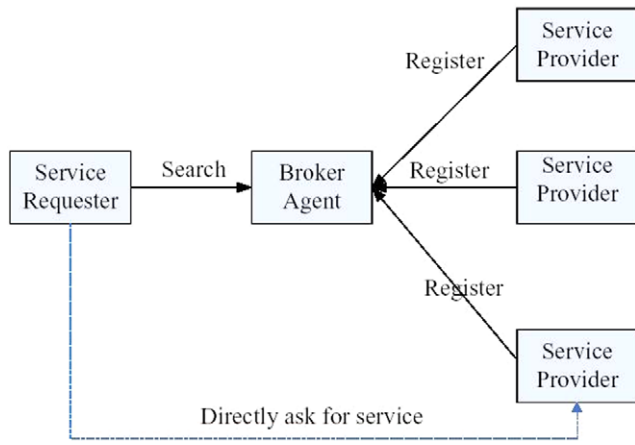 Service
Provider
Register
Service
Requester
Search
Broker
Agent
Register
Service
Provider
Register
Service
Provider
Directly ask for service